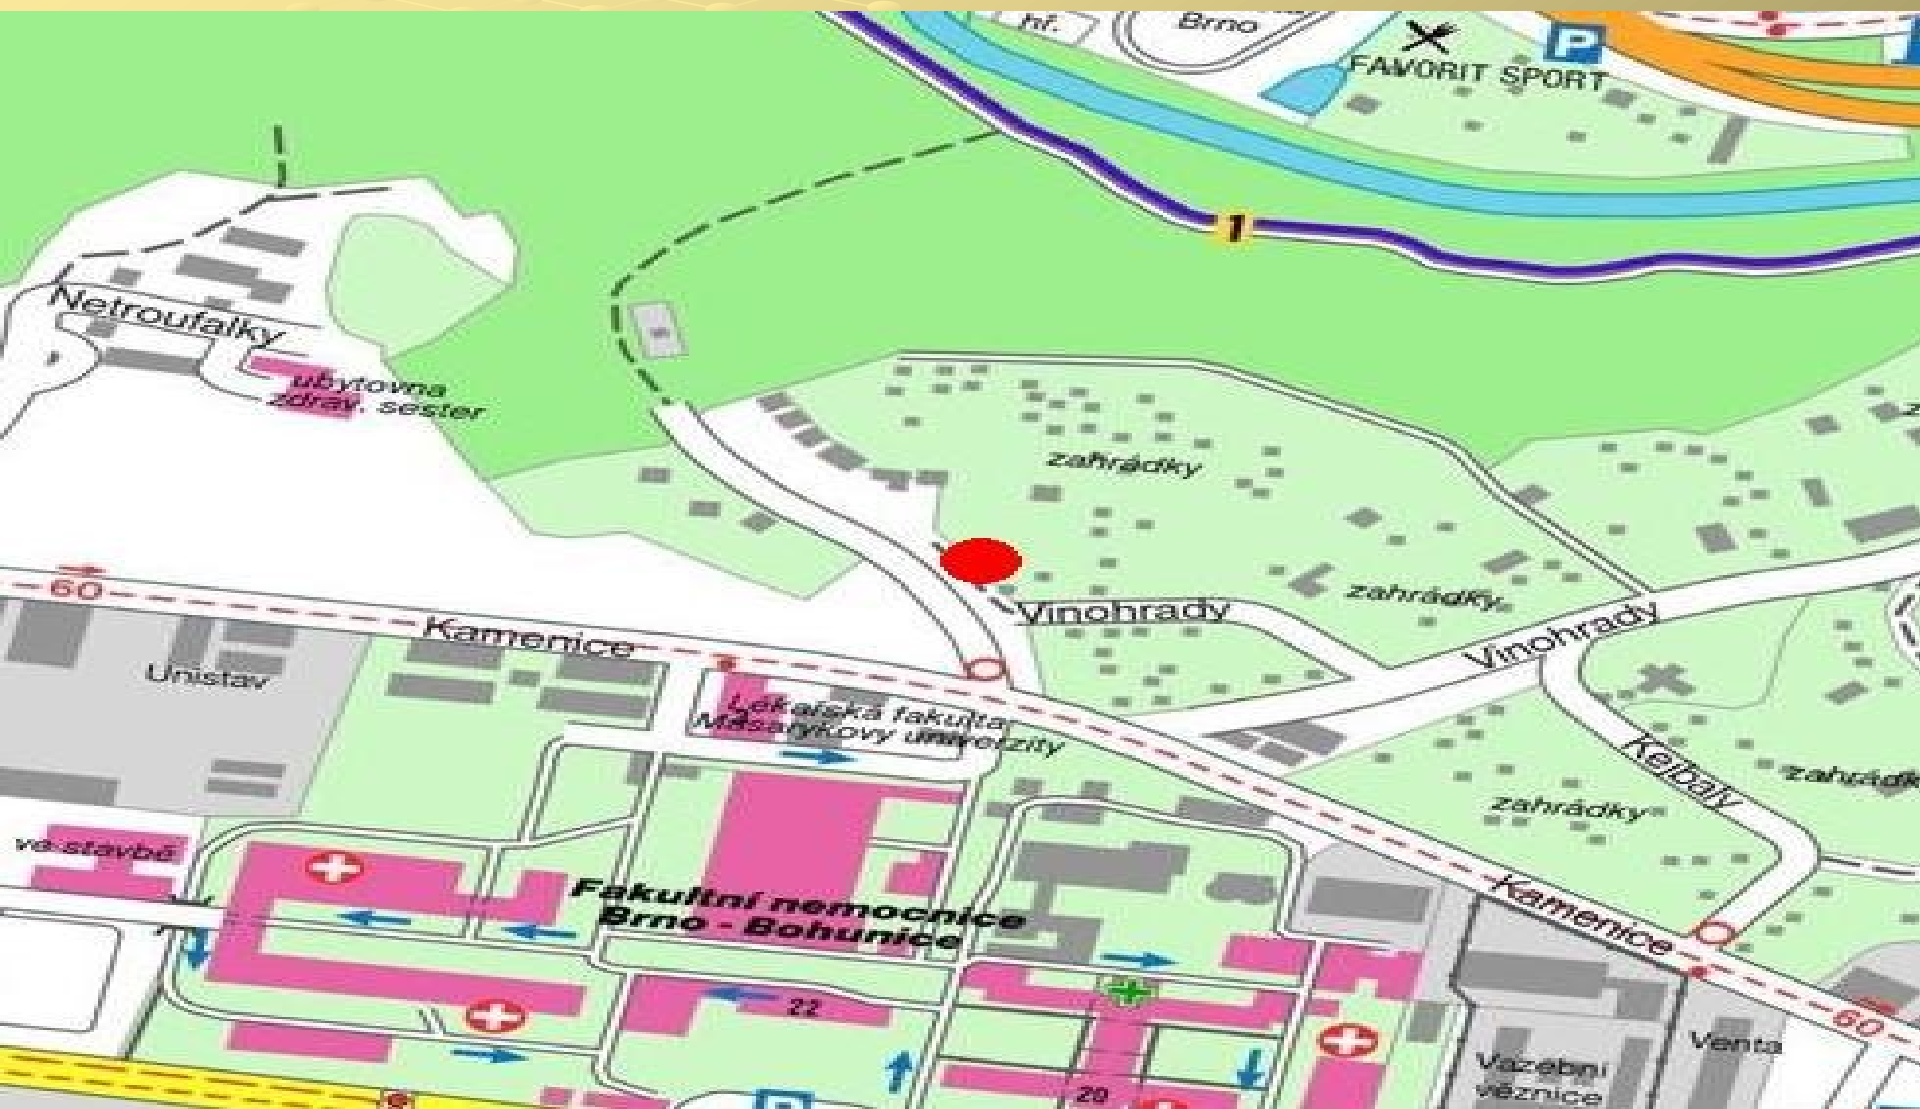 hř.
Brno
P
FAVORIT SPORT
1
Netroufalky
ubytovna
zdrav. sester
zahrádky
60
Kamenice
Vinohrady
zahrádky
Vinohrady
Unistav
Lékařská fakulta
Masarykovy univerzity
Kejbaly
zahrádky
ve stavbě
Fakultní nemocnice
Brno - Bohunice
Kamenice
22
60
Venta
Vazební
věznice
20